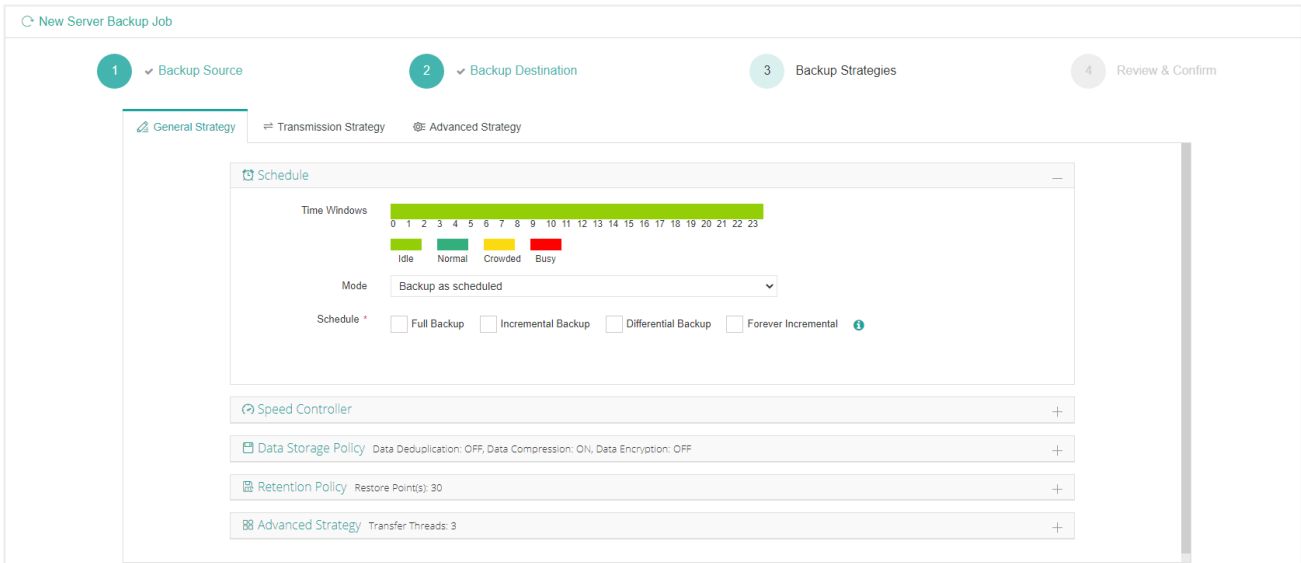 New Server Backup Job
1 Backup Source 2 Backup Destination 3 Backup Strategies 4 Review & Confirm
General Strategy Transmission Strategy Advanced Strategy
Schedule
Time Windows
0 1 2 3 4 5 6 7 8 9 10 11 12 13 14 15 16 17 18 19 20 21 22 23
Idle Normal Crowded Busy
Mode Backup as scheduled
Schedule * Full Backup Incremental Backup Differential Backup Forever Incremental
Speed Controller
Data Storage Policy Data Deduplication: OFF, Data Compression: ON, Data Encryption: OFF
Retention Policy Restore Point(s): 30
Advanced Strategy Transfer Threads: 3